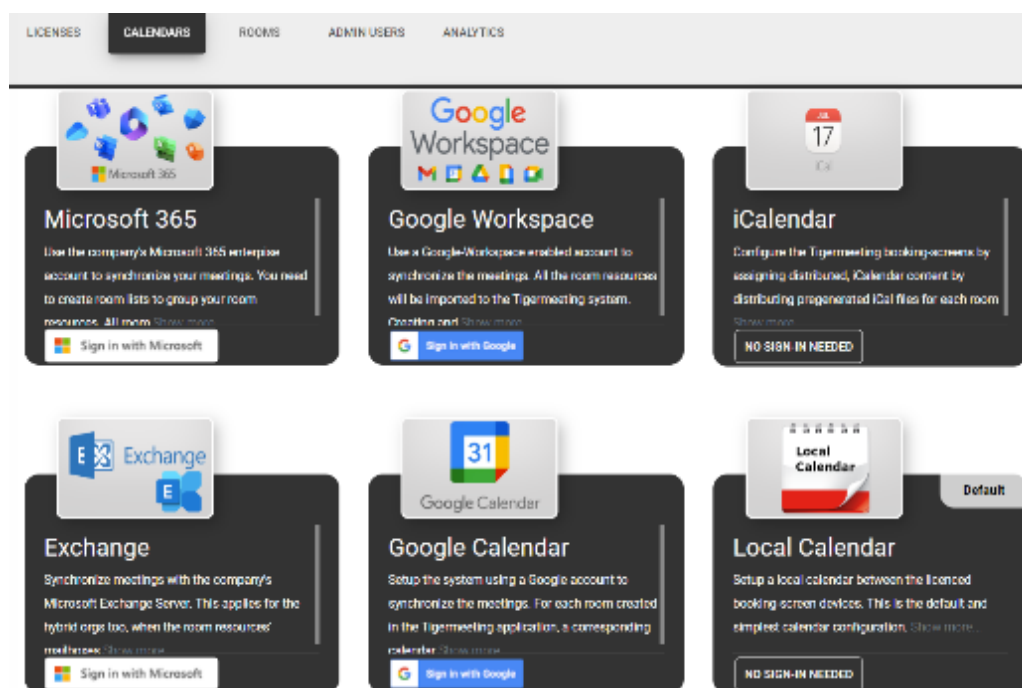 LICENSES CALENDARS ROOMS ADMIN USERS ANALYTICS
Microsoft 365
Microsoft 365
Use the company's Microsoft 365 enterpise
account to synchronize your meetings. You need
to create room lists to group your room
resources. All room Show more
Sign in with Microsoft
Google
Workspace
Google Workspace
Use a Google-Workspace enabled account to
synchronize the meetings. All the room resources
will be imported to the Tigermeeting system.
Creating and Show more
Sign in with Google
JUL
17
iCal
iCalendar
Configure the Tigermeeting booking-screens by
assigning distributed, iCalendar content by
distributing pregenerated iCal files for each room
Show more
NO SIGN-IN NEEDED
Exchange
Exchange
Synchronize meetings with the company's
Microsoft Exchange Server. This applies for the
hybrid orgs too, when the room resources'
mailboxes Show more
Sign in with Microsoft
31
Google Calendar
Google Calendar
Setup the system using a Google account to
synchronize the meetings. For each room created
in the Tigermeeting application, a corresponding
calendar Show more
Sign in with Google
Local
Calendar
Default
Local Calendar
Setup a local calendar between the licenced
booking-screen devices. This is the default and
simplest calendar configuration. Show more...
NO SIGN-IN NEEDED